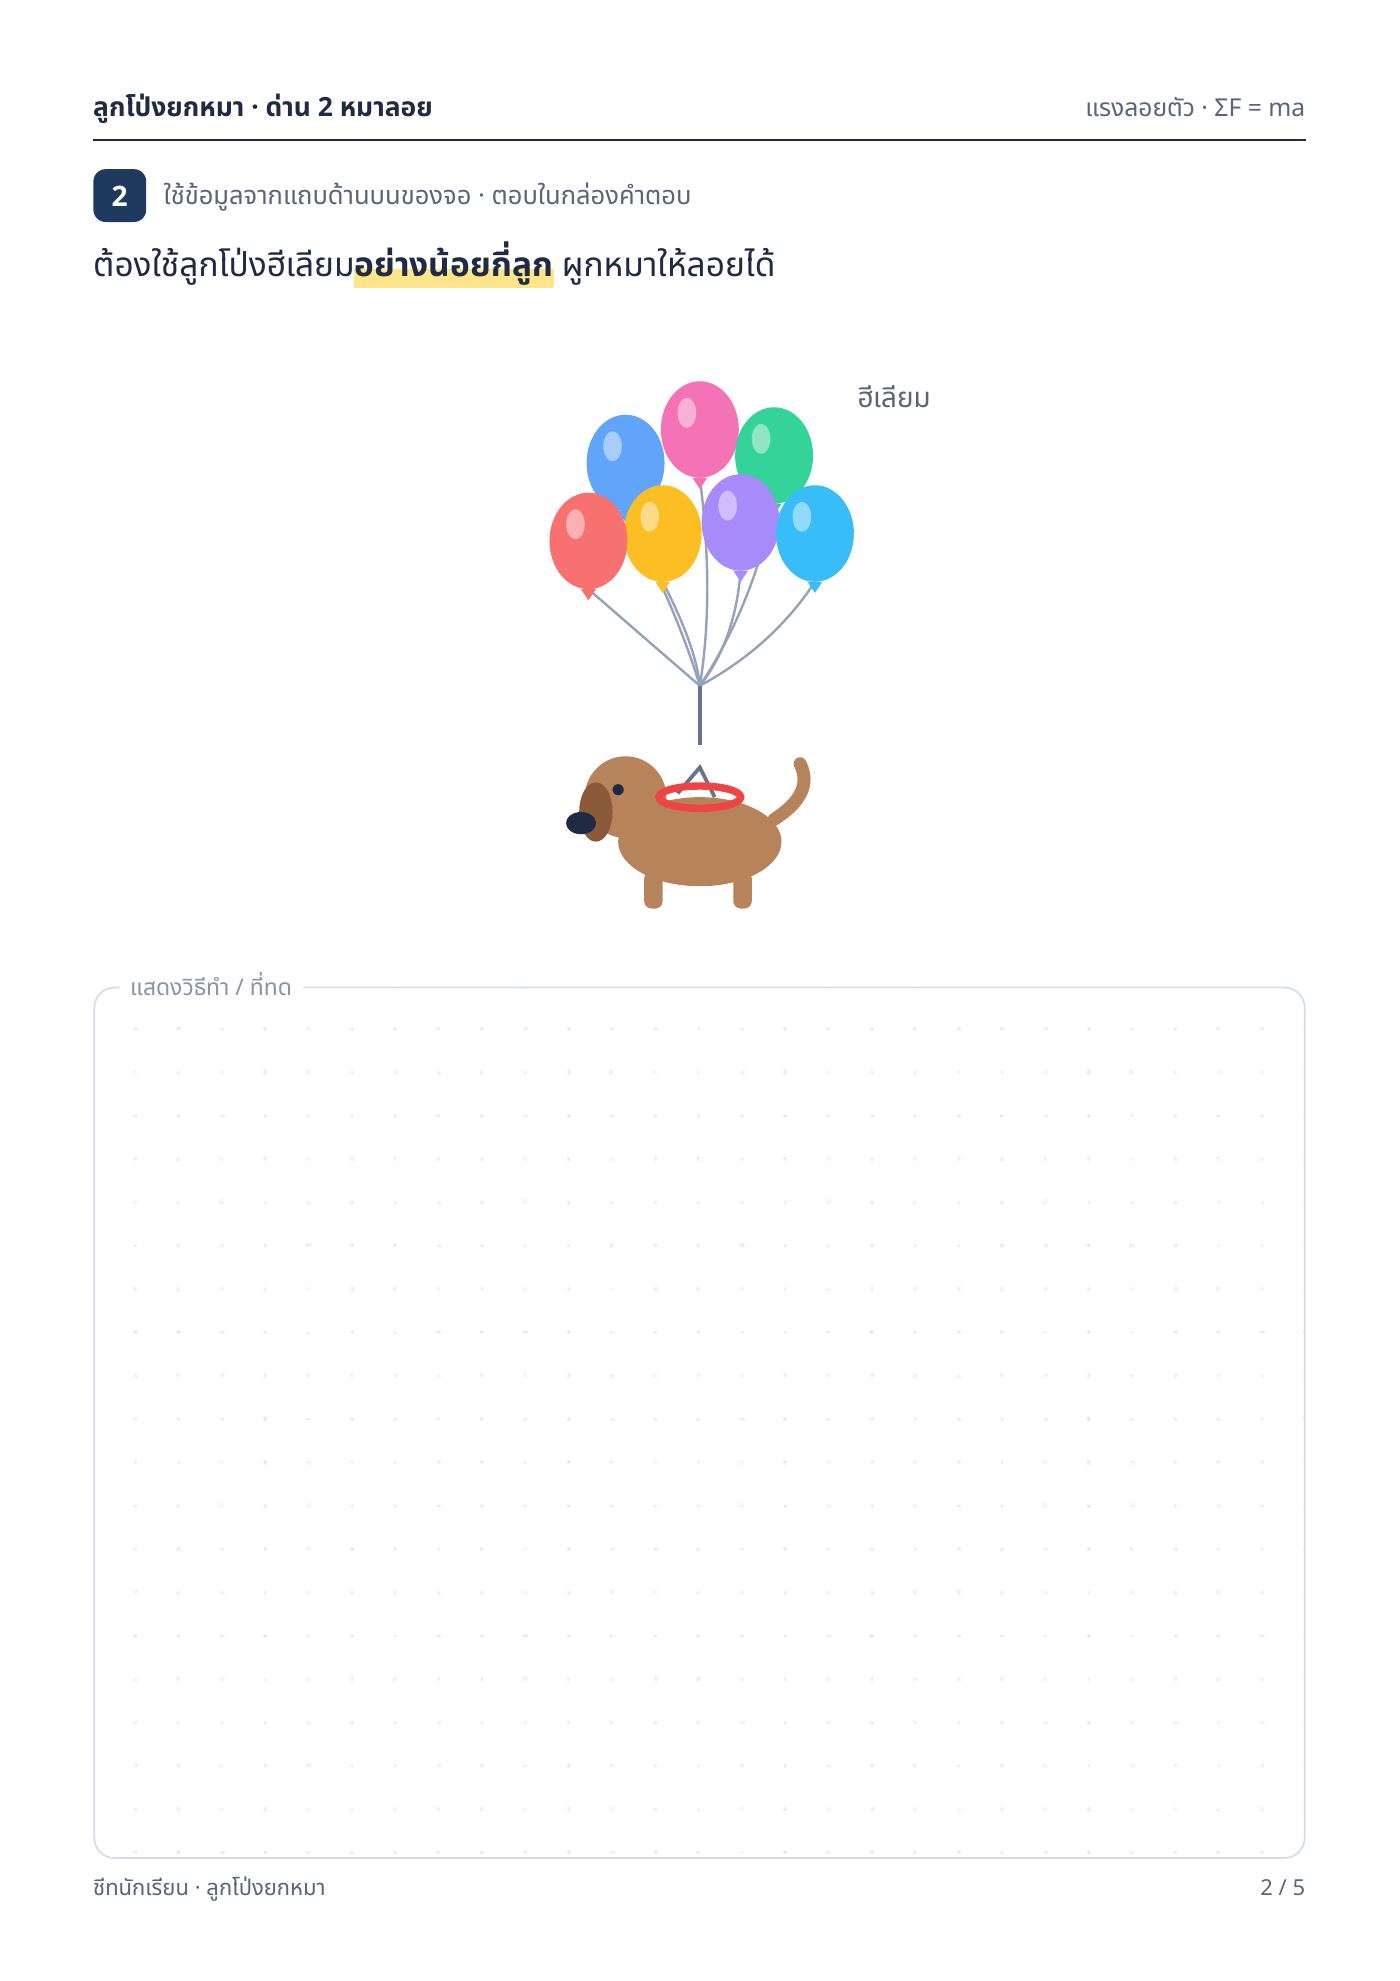 ลูกโป่งยกหมา · ด่าน 2 หมาลอย
แรงลอยตัว · ΣF = ma
2 ใช้ข้อมูลจากแถบด้านบนของจอ · ตอบในกล่องคำตอบ
ต้องใช้ลูกโป่งฮีเลียมอย่างน้อยกี่ลูก ผูกหมาให้ลอยได้
ฮีเลียม
แสดงวิธีทำ / ที่ทด
ชีทนักเรียน · ลูกโป่งยกหมา
2 / 5